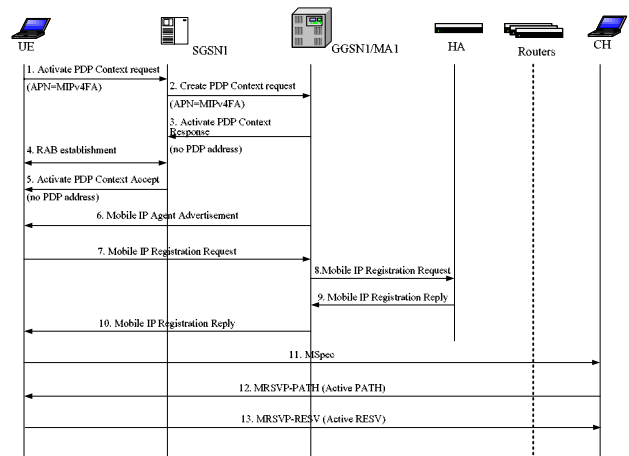 UE
SGSN1
GGSN1/MA1
HA
Routers
CH
1. Activate PDP Context request
(APN=MIPv4FA)
2. Create PDP Context request
(APN=MIPv4FA)
3. Activate PDP Context
Response
(no PDP address)
4. RAB establishment
5. Activate PDP Context Accept
(no PDP address)
6. Mobile IP Agent Advertisement
7. Mobile IP Registration Request
8.Mobile IP Registration Request
9. Mobile IP Registration Reply
10. Mobile IP Registration Reply
11. MSpec
12. MRSVP-PATH (Active PATH)
13. MRSVP-RESV (Active RESV)